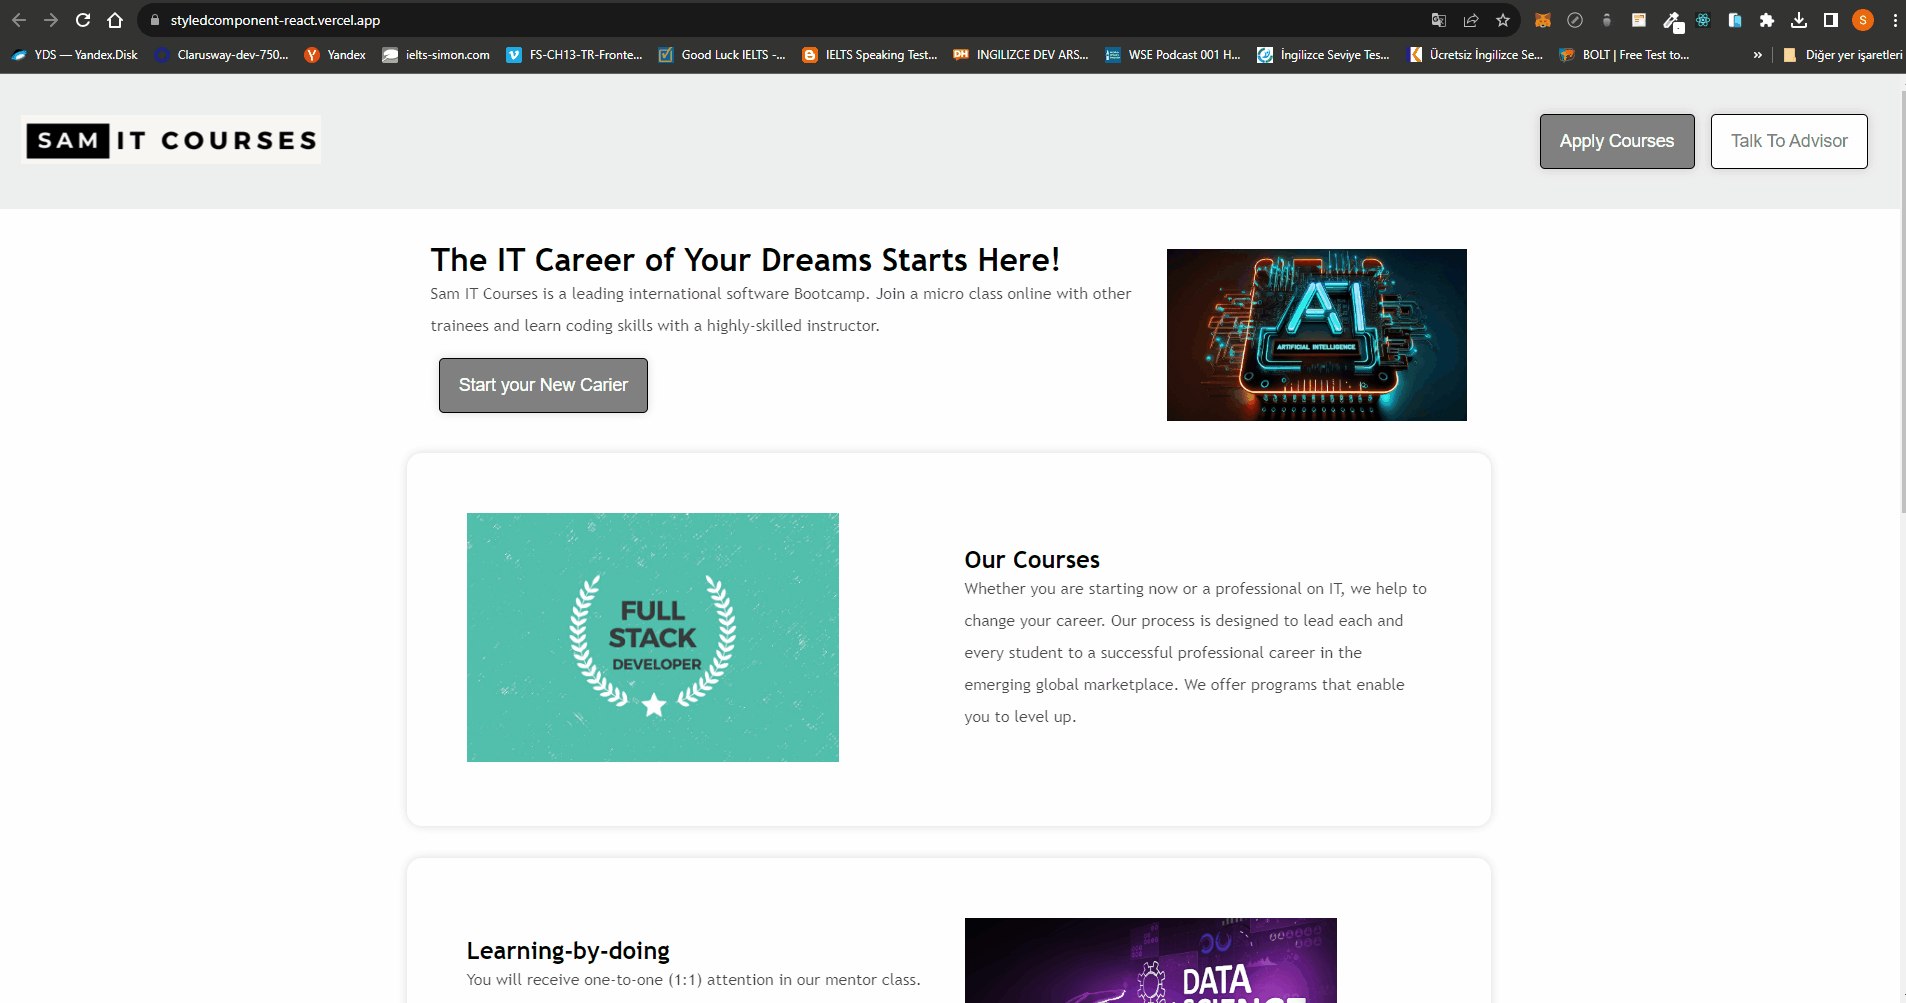 styledcomponent-react.vercel.app
S
YDS — Yandex.Disk
Clarusway-dev-750...
Yandex
ielts-simon.com
FS-CH13-TR-Fronte...
Good Luck IELTS -...
IELTS Speaking Test...
INGILIZCE DEV ARS...
WSE Podcast 001 H...
İngilizce Seviye Tes...
Ücretsiz İngilizce Se...
BOLT | Free Test to...
»
Diğer yer işaretleri
SAM IT COURSES
Apply Courses
Talk To Advisor
The IT Career of Your Dreams Starts Here!
Sam IT Courses is a leading international software Bootcamp. Join a micro class online with other
trainees and learn coding skills with a highly-skilled instructor.
Start your New Carier
AI
ARTIFICIAL INTELLIGENCE
FULL
STACK
DEVELOPER
Our Courses
Whether you are starting now or a professional on IT, we help to
change your career. Our process is designed to lead each and
every student to a successful professional career in the
emerging global marketplace. We offer programs that enable
you to level up.
Learning-by-doing
You will receive one-to-one (1:1) attention in our mentor class.
DATA
SCIENCE